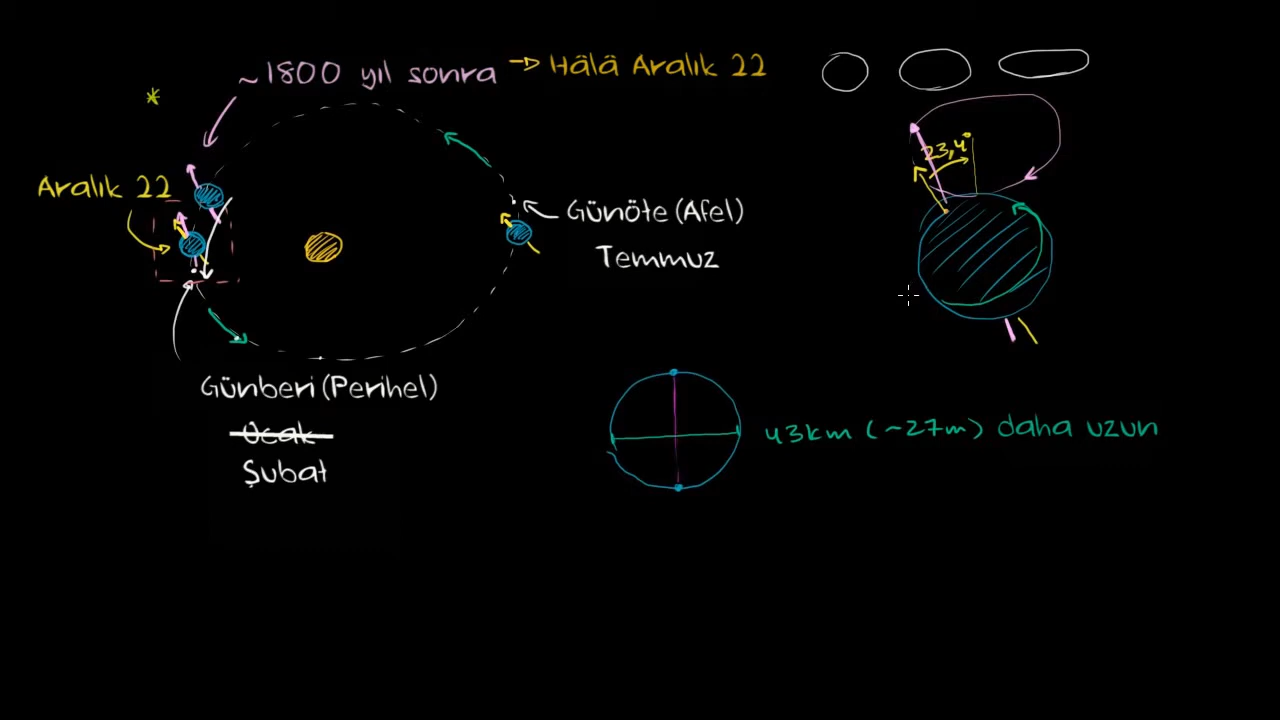 ~1800 yıl sonra → Hâlâ Aralık 22
23,4°
Aralık 22
Günöte (Afel)
Temmuz
Günberi (Perihel)
Ocak
Şubat
43km (~27m) daha uzun